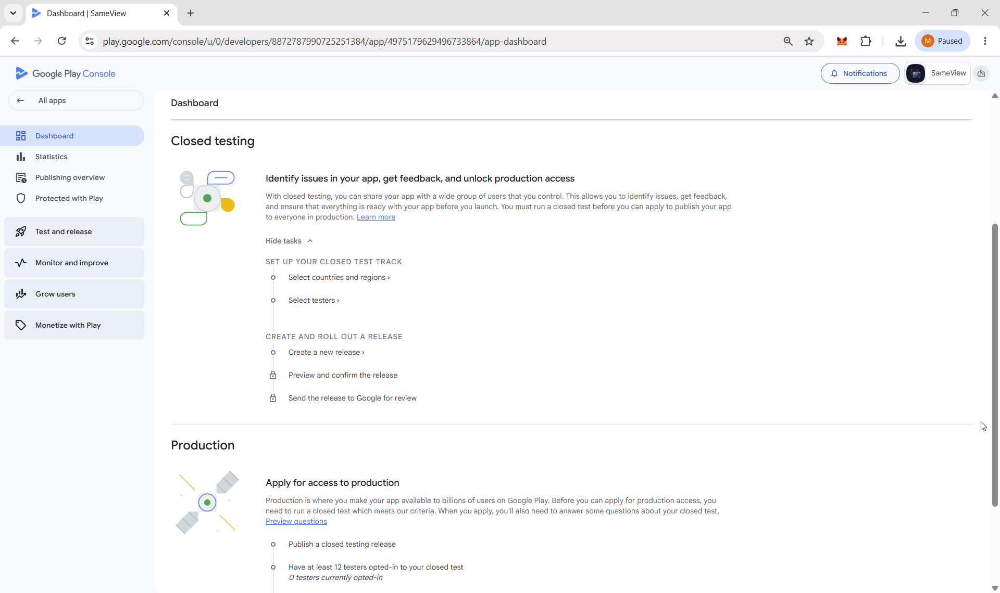 Dashboard | SameView
play.google.com/console/u/0/developers/8872787990725251384/app/4975179629496733864/app-dashboard
M Paused
Google Play Console
Notifications
SameView
All apps
Dashboard
Statistics
Publishing overview
Protected with Play
Test and release
Monitor and improve
Grow users
Monetize with Play
Dashboard
Closed testing
Identify issues in your app, get feedback, and unlock production access
With closed testing, you can share your app with a wide group of users that you control. This allows you to identify issues, get feedback,
and ensure that everything is ready with your app before you launch. You must run a closed test before you can apply to publish your app
to everyone in production. Learn more
Hide tasks
SET UP YOUR CLOSED TEST TRACK
Select countries and regions ›
Select testers ›
CREATE AND ROLL OUT A RELEASE
Create a new release ›
Preview and confirm the release
Send the release to Google for review
Production
Apply for access to production
Production is where you make your app available to billions of users on Google Play. Before you can apply for production access, you
need to run a closed test which meets our criteria. When you apply, you'll also need to answer some questions about your closed test.
Preview questions
Publish a closed testing release
Have at least 12 testers opted-in to your closed test
0 testers currently opted-in